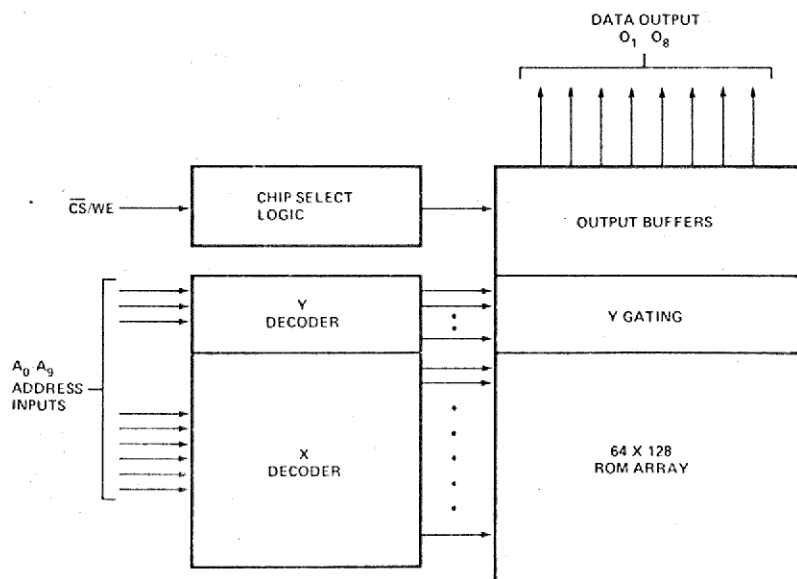 DATA OUTPUT
O1 O8
CS/WE
CHIP SELECT
LOGIC
OUTPUT BUFFERS
Y
DECODER
Y GATING
A0 A9
ADDRESS
INPUTS
X
DECODER
64 X 128
ROM ARRAY